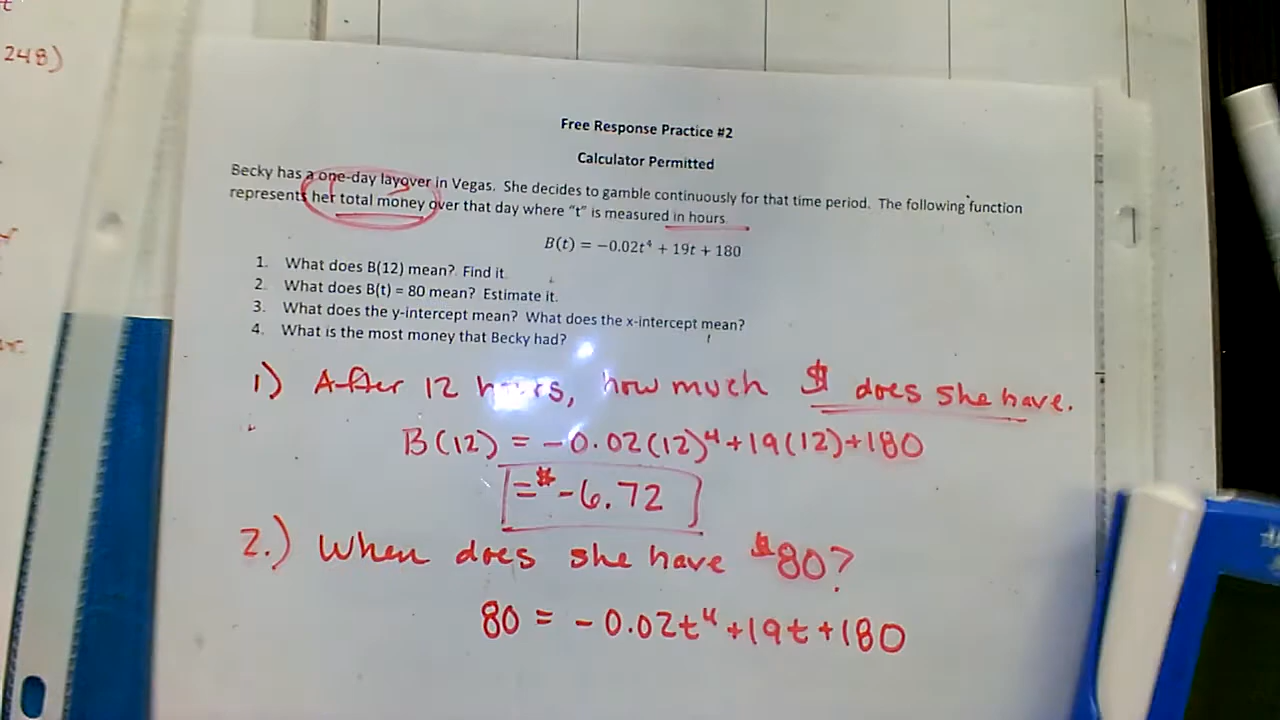 248)
Free Response Practice #2
Calculator Permitted
Becky has a one-day layover in Vegas. She decides to gamble continuously for that time period. The following function
represents her total money over that day where "t" is measured in hours.
B(t) = −0.02t⁴ + 19t + 180
1. What does B(12) mean? Find it.
2. What does B(t) = 80 mean? Estimate it.
3. What does the y-intercept mean? What does the x-intercept mean?
4. What is the most money that Becky had?
1) After 12 hours, how much $ does she have.
B(12) = -0.02(12)⁴+19(12)+180
=$-6.72
2.) When does she have $80?
80 = -0.02t⁴+19t+180